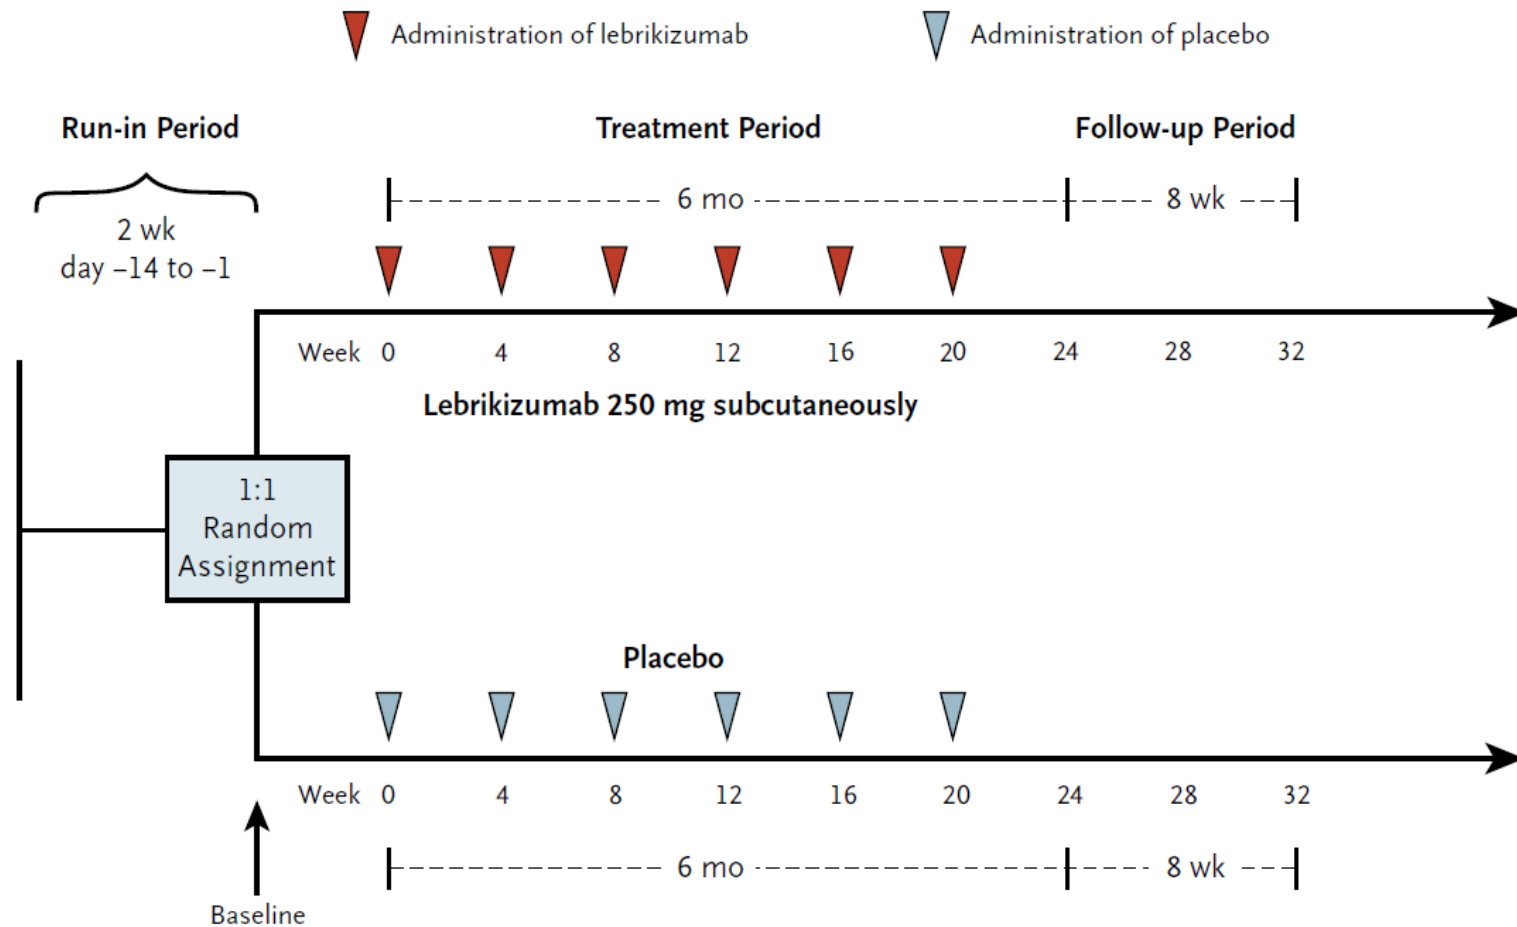 Administration of lebrikizumab
Administration of placebo
Run-in Period
Treatment Period
Follow-up Period
2 wk
day –14 to –1
6 mo
8 wk
Week 0 4 8 12 16 20 24 28 32
Lebrikizumab 250 mg subcutaneously
1:1
Random
Assignment
Placebo
Week 0 4 8 12 16 20 24 28 32
6 mo
8 wk
Baseline